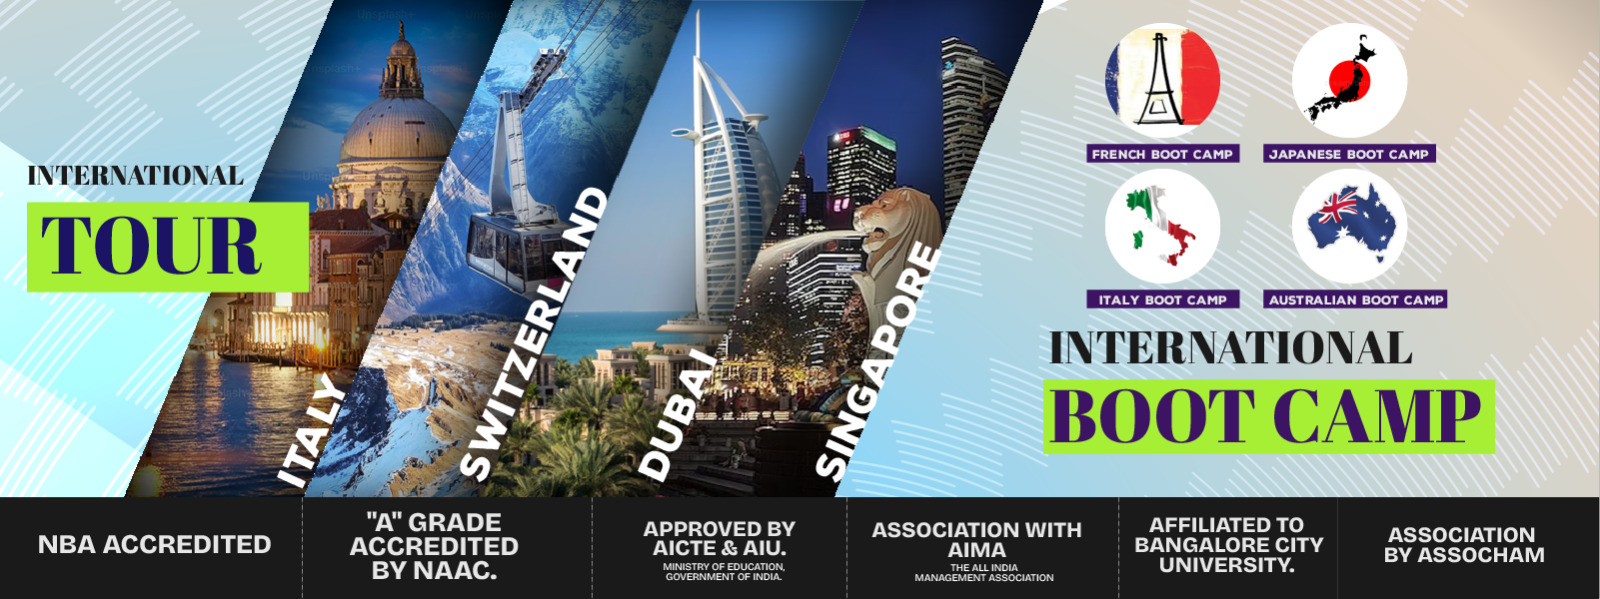 INTERNATIONAL
TOUR
ITALY
SWITZERLAND
DUBAI
SINGAPORE
FRENCH BOOT CAMP
JAPANESE BOOT CAMP
ITALY BOOT CAMP
AUSTRALIAN BOOT CAMP
INTERNATIONAL
BOOT CAMP
NBA ACCREDITED
"A" GRADE
ACCREDITED
BY NAAC.
APPROVED BY
AICTE & AIU.
MINISTRY OF EDUCATION,
GOVERNMENT OF INDIA.
ASSOCIATION WITH
AIMA
THE ALL INDIA
MANAGEMENT ASSOCIATION
AFFILIATED TO
BANGALORE CITY
UNIVERSITY.
ASSOCIATION
BY ASSOCHAM